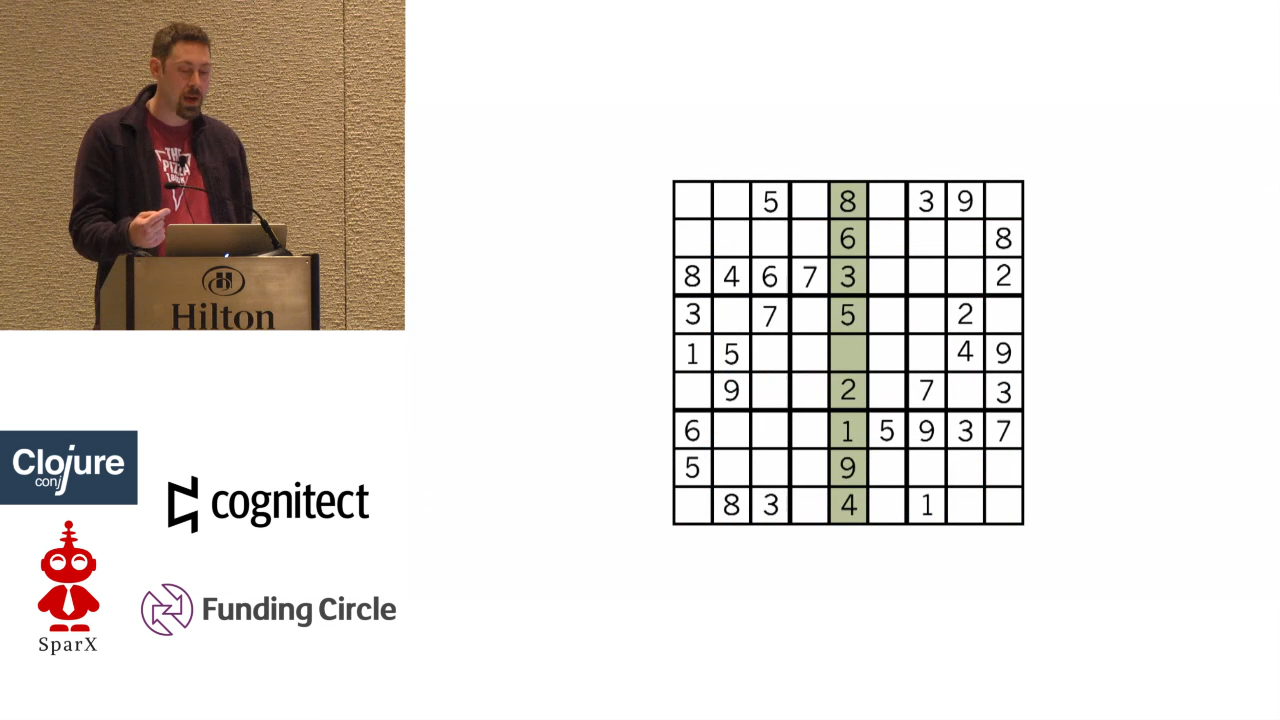 THE
PIZZA
Hilton
Clojure
conj
cognitect
SparX
Funding Circle
5 8 3 9
6 8
8 4 6 7 3 2
3 7 5 2
1 5 4 9
9 2 7 3
6 1 5 9 3 7
5 9
8 3 4 1